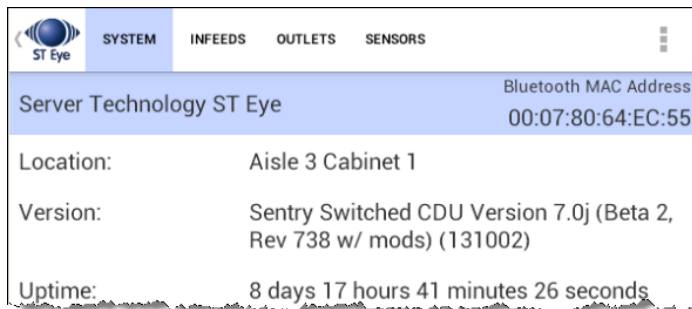 ST Eye
SYSTEM INFEEDS OUTLETS SENSORS
Server Technology ST Eye
Bluetooth MAC Address
00:07:80:64:EC:55
Location: Aisle 3 Cabinet 1
Version: Sentry Switched CDU Version 7.0j (Beta 2,
Rev 738 w/ mods) (131002)
Uptime: 8 days 17 hours 41 minutes 26 seconds